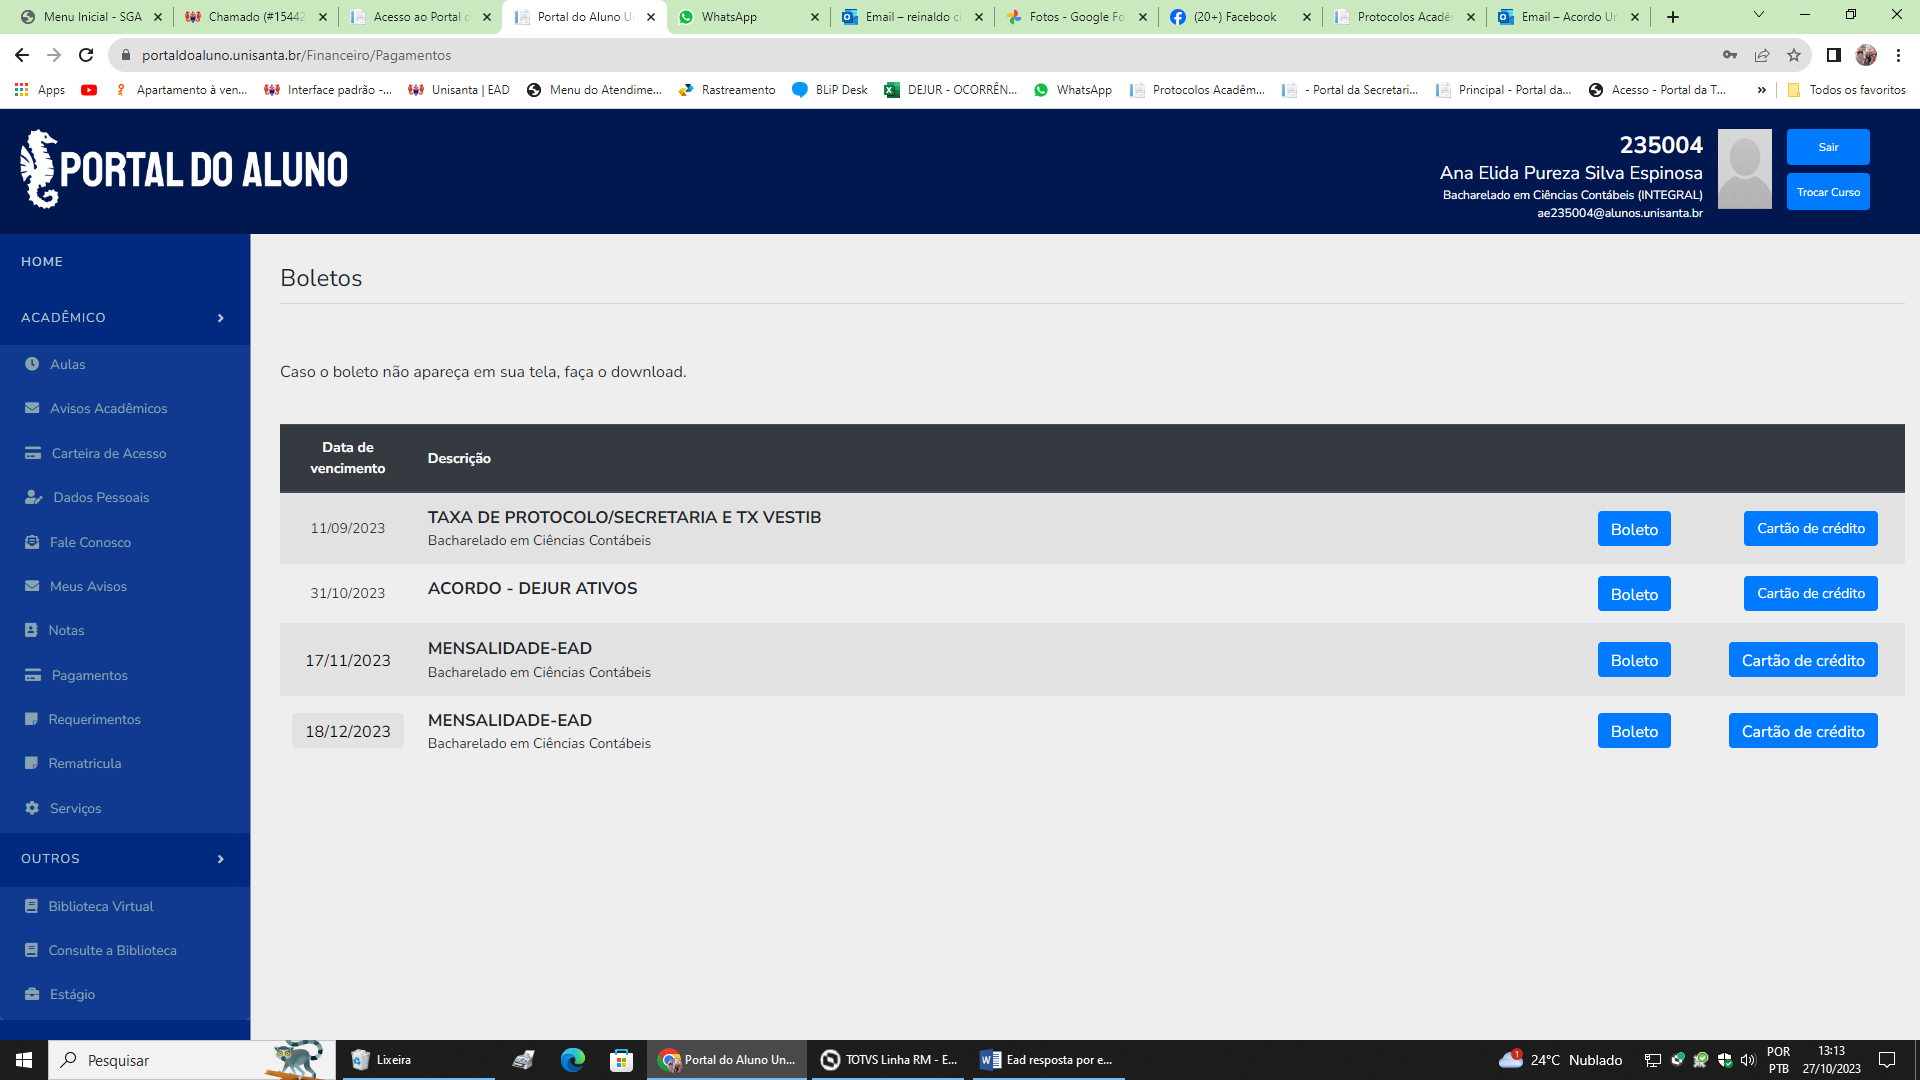 Menu Inicial - SGA
Chamado (#15442
Acesso ao Portal d
Portal do Aluno U
WhatsApp
Email – reinaldo ci
Fotos - Google Fo
(20+) Facebook
Protocolos Acadê
Email – Acordo Un
portaldoaluno.unisanta.br/Financeiro/Pagamentos
Apps
Apartamento à ven...
Interface padrão -...
Unisanta | EAD
Menu do Atendime...
Rastreamento
BLiP Desk
DEJUR - OCORRÊN...
WhatsApp
Protocolos Acadêm...
- Portal da Secretari...
Principal - Portal da...
Acesso - Portal da T...
»
Todos os favoritos
PORTAL DO ALUNO
235004
Ana Elida Pureza Silva Espinosa
Bacharelado em Ciências Contábeis (INTEGRAL)
ae235004@alunos.unisanta.br
Sair
Trocar Curso
HOME
ACADÊMICO
Aulas
Avisos Acadêmicos
Carteira de Acesso
Dados Pessoais
Fale Conosco
Meus Avisos
Notas
Pagamentos
Requerimentos
Rematricula
Serviços
OUTROS
Biblioteca Virtual
Consulte a Biblioteca
Estágio
Boletos
Caso o boleto não apareça em sua tela, faça o download.
Data de
vencimento
Descrição
11/09/2023
TAXA DE PROTOCOLO/SECRETARIA E TX VESTIB
Bacharelado em Ciências Contábeis
Boleto
Cartão de crédito
31/10/2023
ACORDO - DEJUR ATIVOS
Boleto
Cartão de crédito
17/11/2023
MENSALIDADE-EAD
Bacharelado em Ciências Contábeis
Boleto
Cartão de crédito
18/12/2023
MENSALIDADE-EAD
Bacharelado em Ciências Contábeis
Boleto
Cartão de crédito
Pesquisar
Lixeira
Portal do Aluno Un...
TOTVS Linha RM - E...
Ead resposta por e...
1
24°C Nublado
POR
PTB
13:13
27/10/2023